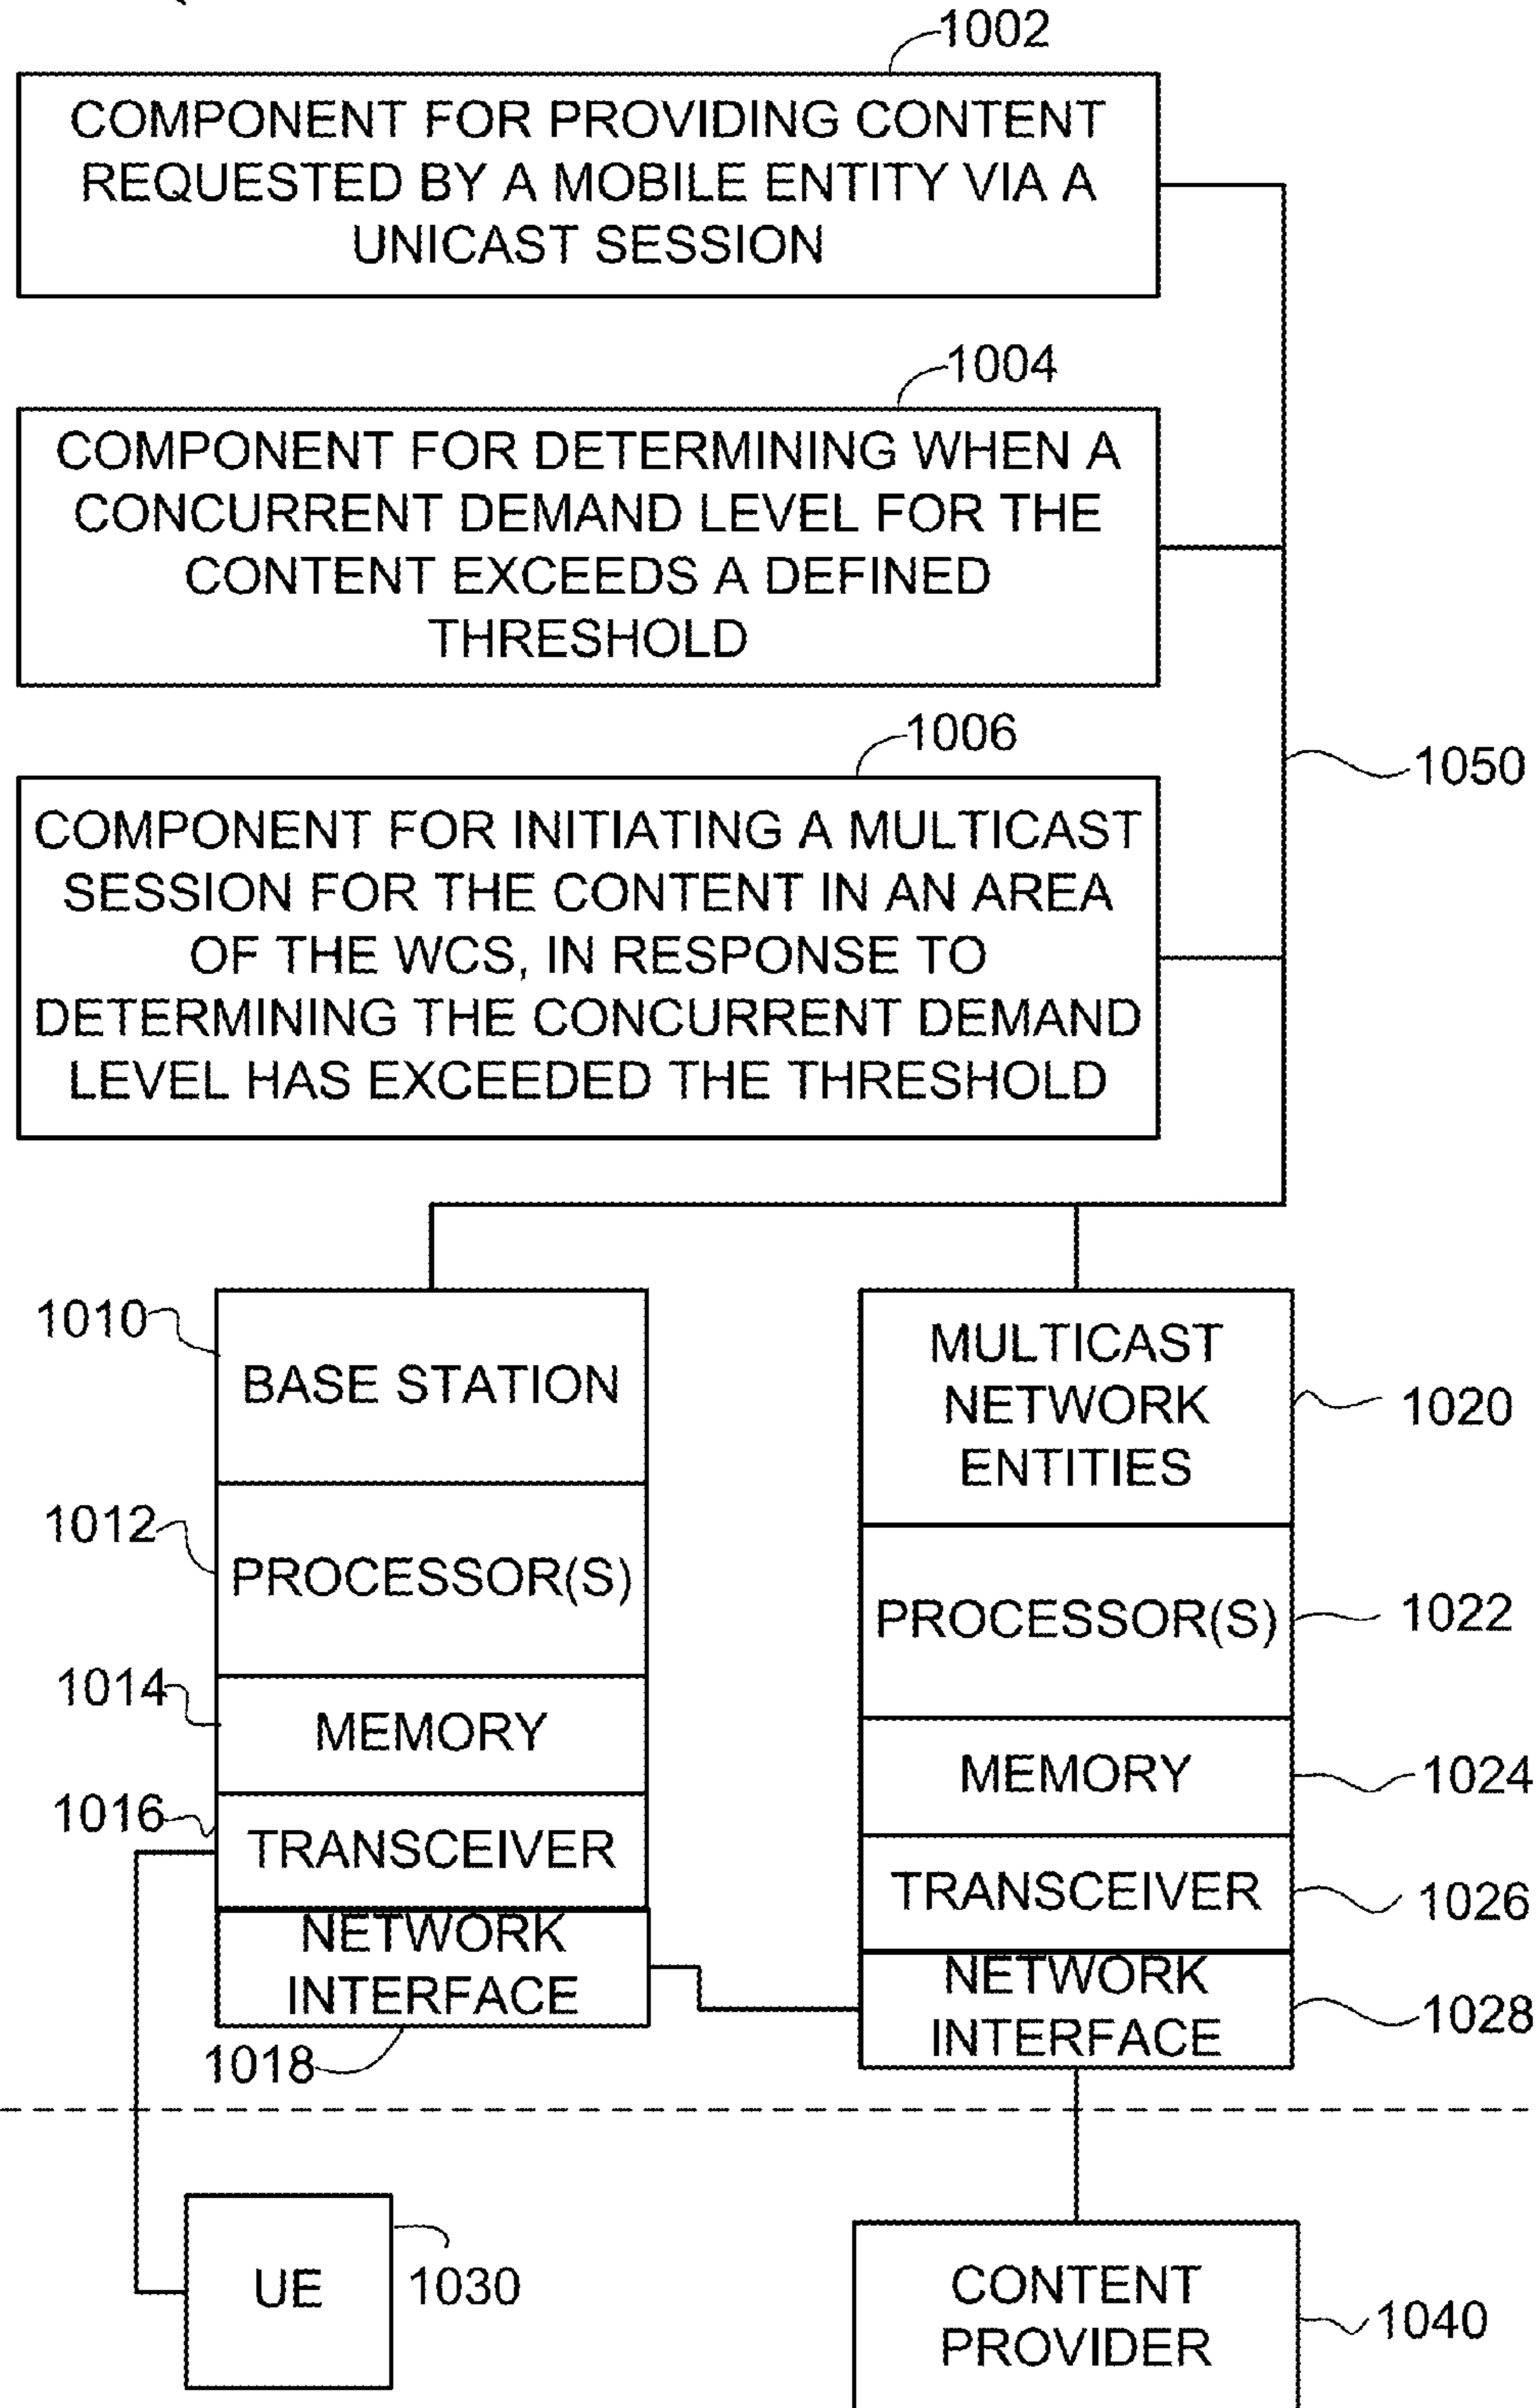 1002
COMPONENT FOR PROVIDING CONTENT
REQUESTED BY A MOBILE ENTITY VIA A
UNICAST SESSION
1004
COMPONENT FOR DETERMINING WHEN A
CONCURRENT DEMAND LEVEL FOR THE
CONTENT EXCEEDS A DEFINED
THRESHOLD
1006
1050
COMPONENT FOR INITIATING A MULTICAST
SESSION FOR THE CONTENT IN AN AREA
OF THE WCS, IN RESPONSE TO
DETERMINING THE CONCURRENT DEMAND
LEVEL HAS EXCEEDED THE THRESHOLD
1010
BASE STATION
1012
PROCESSOR(S)
1014
MEMORY
1016
TRANSCEIVER
NETWORK
INTERFACE
1018
MULTICAST
NETWORK
ENTITIES
1020
PROCESSOR(S)
1022
MEMORY
1024
TRANSCEIVER
1026
NETWORK
INTERFACE
1028
UE
1030
CONTENT
PROVIDER
1040